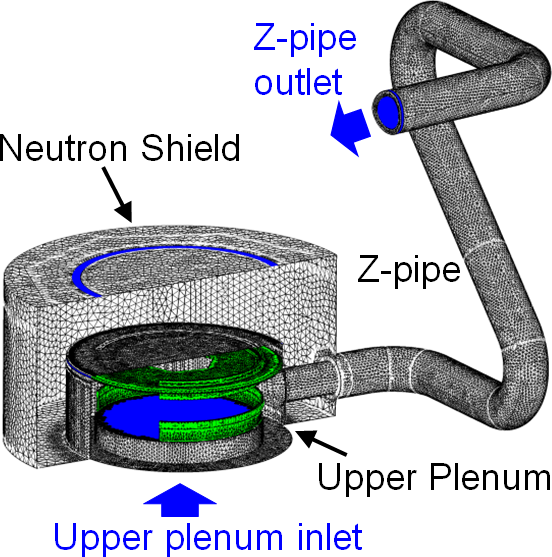 Z-pipe
outlet
Neutron Shield
Z-pipe
Upper Plenum
Upper plenum inlet